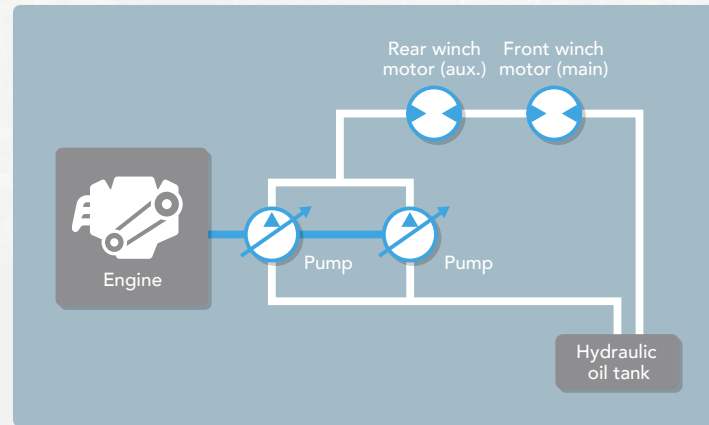 Rear winch
motor (aux.)
Front winch
motor (main)
Engine
Pump
Pump
Hydraulic
oil tank